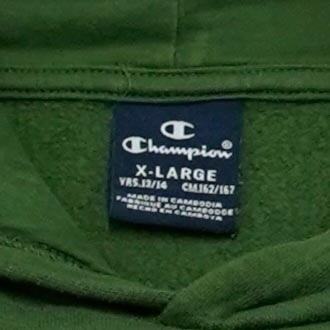 Champion
X-LARGE
YRS.13/14 CM.162/167
MADE IN CAMBODIA
FABRIQUÉ AU CAMBODGE
HECHO EN CAMBOYA